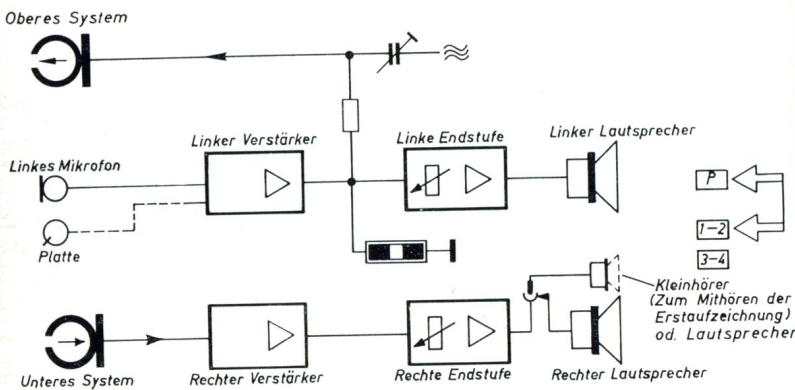 Oberes System
Linker Verstärker
Linke Endstufe
Linker Lautsprecher
Linkes Mikrofon
Platte
P
1-2
3-4
Kleinhörer
(Zum Mithören der
Erstaufzeichnung)
od. Lautsprecher
Unteres System
Rechter Verstärker
Rechte Endstufe
Rechter Lautsprecher